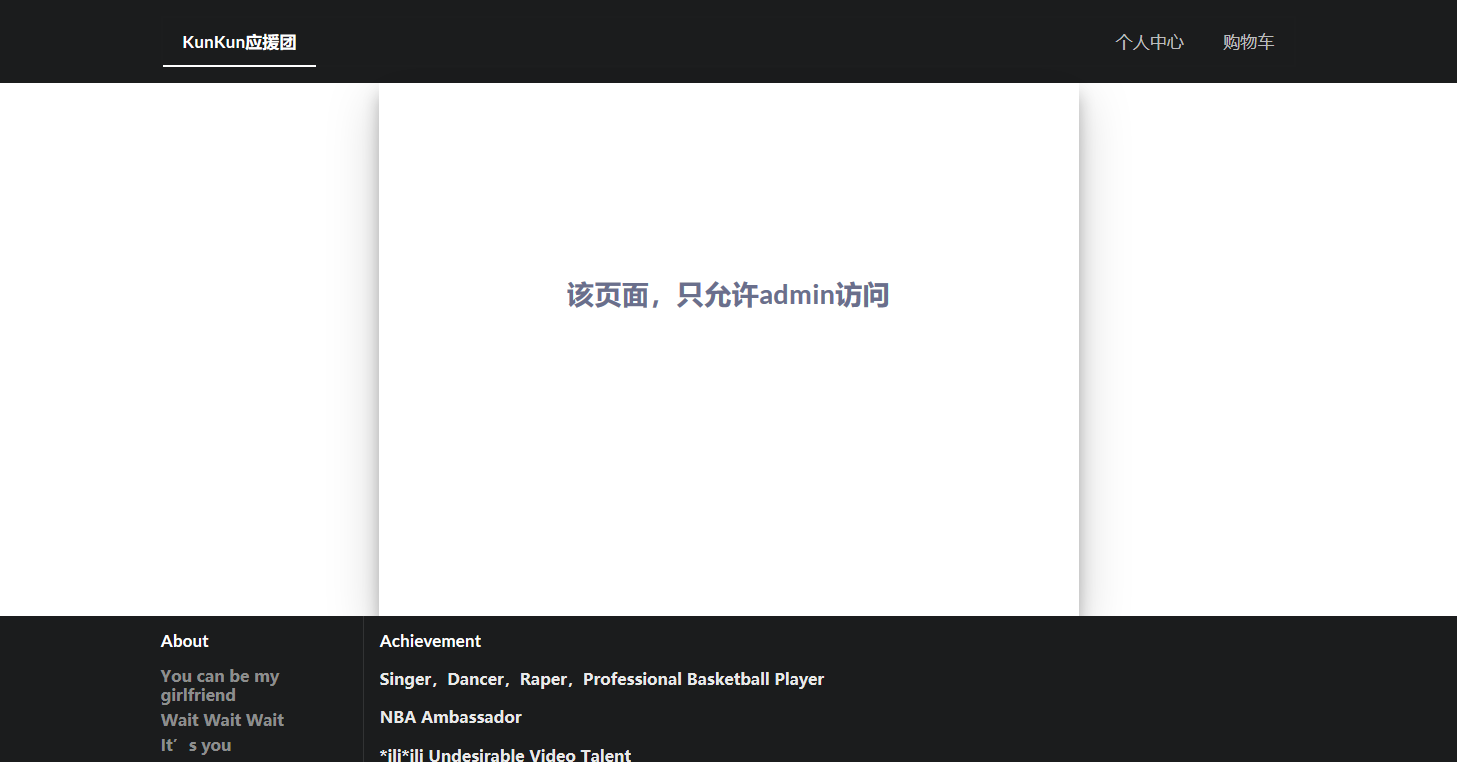 KunKun应援团
个人中心
购物车
该页面，只允许admin访问
About
You can be my
girlfriend
Wait Wait Wait
It′s you
Achievement
Singer，Dancer，Raper，Professional Basketball Player
NBA Ambassador
*ili*ili Undesirable Video Talent